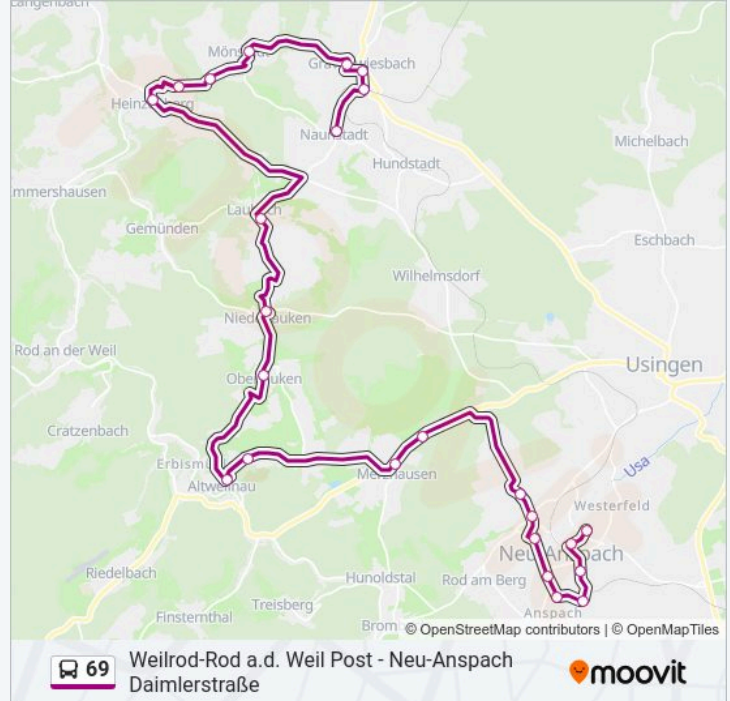 Langenbach
Mönstadt
Grävenwiesbach
Heinzenberg
Naunstadt
Michelbach
Hundstadt
mmershausen
Laubach
Gemünden
Eschbach
Wilhelmsdorf
Niederlauken
Rod an der Weil
Usingen
Oberlauken
Cratzenbach
Usa
Erbismühle
Merzhausen
Altweilnau
Westerfeld
Neu-Anspach
Riedelbach
Hunoldstal
Rod am Berg
Treisberg
Anspach
Finsternthal
Brom
© OpenStreetMap contributors | © OpenMapTiles
69
Weilrod-Rod a.d. Weil Post - Neu-Anspach
Daimlerstraße
moovit